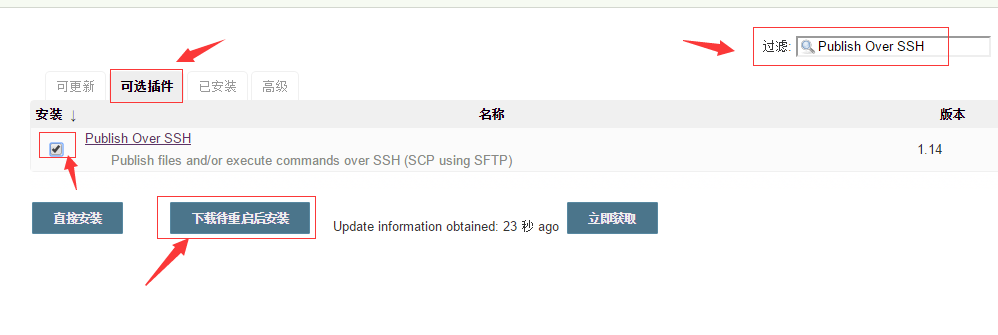 过滤: Publish Over SSH
可更新 可选插件 已安装 高级
安装 ↓ 名称 版本
Publish Over SSH
Publish files and/or execute commands over SSH (SCP using SFTP)
1.14
直接安装 下载待重启后安装 Update information obtained: 23 秒 ago 立即获取